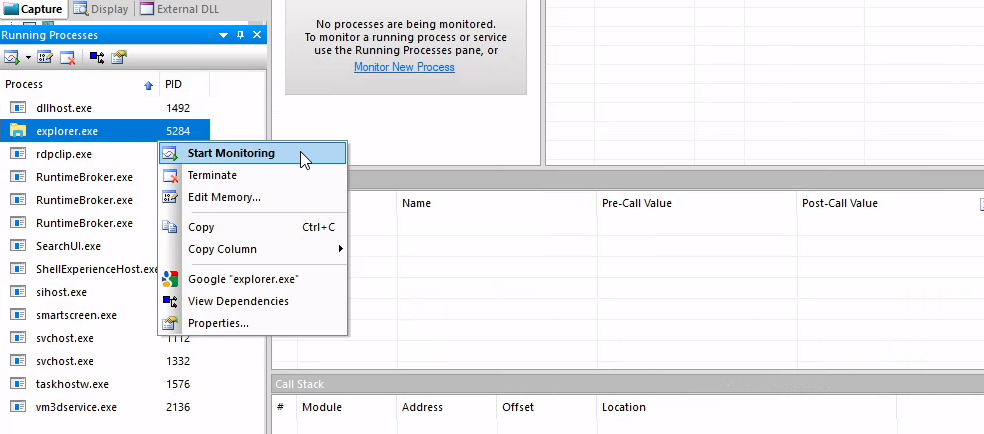 Capture
Display
External DLL
Running Processes
Process PID
dllhost.exe 1492
explorer.exe 5284
rdpclip.exe
RuntimeBroker.exe
RuntimeBroker.exe
RuntimeBroker.exe
SearchUI.exe
ShellExperienceHost.exe
sihost.exe
smartscreen.exe
svchost.exe 1112
svchost.exe 1332
taskhostw.exe 1576
vm3dservice.exe 2136
Start Monitoring
Terminate
Edit Memory...
Copy Ctrl+C
Copy Column
Google "explorer.exe"
View Dependencies
Properties...
No processes are being monitored.
To monitor a running process or service
use the Running Processes pane, or
Monitor New Process
Name Pre-Call Value Post-Call Value
Call Stack
# Module Address Offset Location